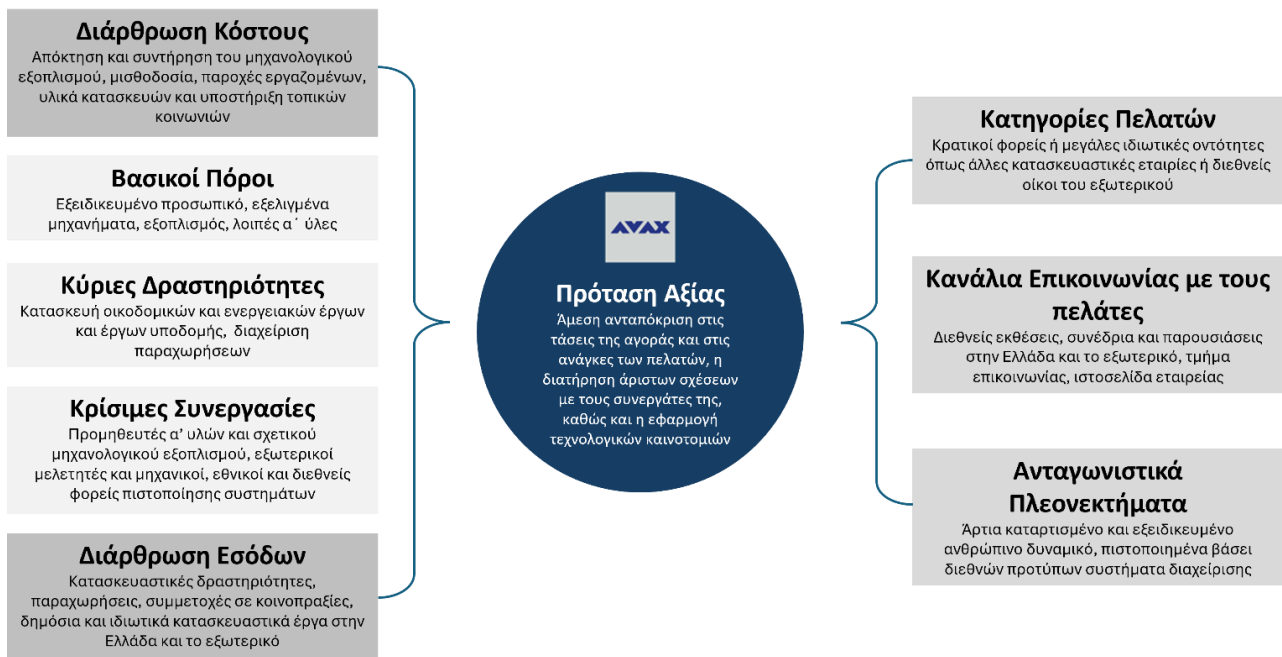 Διάρθρωση Κόστους
Απόκτηση και συντήρηση του μηχανολογικού
εξοπλισμού, μισθοδοσία, παροχές εργαζομένων,
υλικά κατασκευών και υποστήριξη τοπικών
κοινωνιών
Βασικοί Πόροι
Εξειδικευμένο προσωπικό, εξελιγμένα
μηχανήματα, εξοπλισμός, λοιπές α΄ ύλες
Κύριες Δραστηριότητες
Κατασκευή οικοδομικών και ενεργειακών έργων
και έργων υποδομής, διαχείριση
παραχωρήσεων
Κρίσιμες Συνεργασίες
Προμηθευτές α’ υλών και σχετικού
μηχανολογικού εξοπλισμού, εξωτερικοί
μελετητές και μηχανικοί, εθνικοί και διεθνείς
φορείς πιστοποίησης συστημάτων
Διάρθρωση Εσόδων
Κατασκευαστικές δραστηριότητες,
παραχωρήσεις, συμμετοχές σε κοινοπραξίες,
δημόσια και ιδιωτικά κατασκευαστικά έργα στην
Ελλάδα και το εξωτερικό
AVAX
Πρόταση Αξίας
Άμεση ανταπόκριση στις
τάσεις της αγοράς και στις
ανάγκες των πελατών, η
διατήρηση άριστων σχέσεων
με τους συνεργάτες της,
καθώς και η εφαρμογή
τεχνολογικών καινοτομιών
Κατηγορίες Πελατών
Κρατικοί φορείς ή μεγάλες ιδιωτικές οντότητες
όπως άλλες κατασκευαστικές εταιρίες ή διεθνείς
οίκοι του εξωτερικού
Κανάλια Επικοινωνίας με τους
πελάτες
Διεθνείς εκθέσεις, συνέδρια και παρουσιάσεις
στην Ελλάδα και το εξωτερικό, τμήμα
επικοινωνίας, ιστοσελίδα εταιρείας
Ανταγωνιστικά
Πλεονεκτήματα
Άρτια καταρτισμένο και εξειδικευμένο
ανθρώπινο δυναμικό, πιστοποιημένα βάσει
διεθνών προτύπων συστήματα διαχείρισης